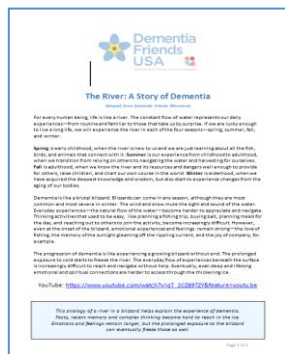 Dementia
Friends
USA
The River: A Story of Dementia
Adapted from Dementia Friends Minnesota
For every human being, life is like a river. The constant flow of water represents our daily
experiences—from routine and familiar to those that take us by surprise. If we are lucky enough
to live a long life, we will experience the river in each of the four seasons—spring, summer, fall,
and winter.
Spring is early childhood, when the river is new to us and we are just learning about all the fish,
birds, and animals that connect with it. Summer is our experience from childhood to adulthood,
when we transition from relying on others to navigating the water and harvesting for ourselves.
Fall is adulthood, when we know the river and its resources and dangers well enough to provide
for others, raise children, and chart our own course in the world. Winter is elderhood, when we
have acquired the deepest knowledge and wisdom, but also start to experience changes from the
aging of our bodies.
Dementia is like a brutal blizzard. Blizzards can come in any season, although they are most
common and most severe in winter. The wind and snow mute the sight and sound of the water.
Everyday experiences—the natural flow of the water—become harder to appreciate and navigate.
Thinking activities that used to be easy, like planning a fishing trip, buying bait, planning meals for
the day, and reaching out to others to join the activity, become increasingly difficult. However,
even at the onset of the blizzard, emotional experiences and feelings remain strong—the love of
fishing, the memory of the sunlight gleaming off the rippling current, and the joy of company, for
example.
The progression of dementia is like experiencing a growing blizzard without end. The prolonged
exposure to cold starts to freeze the river. The everyday flow of experiences beneath the surface
is increasingly difficult to reach and navigate without help. Eventually, even deep and lifelong
emotional and spiritual connections are harder to access through the thickening ice.
YouTube:
This analogy of a river in a blizzard helps explain the experience of dementia.
Facts, recent memory and complex thinking become hard to reach in the ice.
Emotions and feelings remain longer, but the prolonged exposure to the blizzard
can eventually freeze those as well.
Page 1 of 2